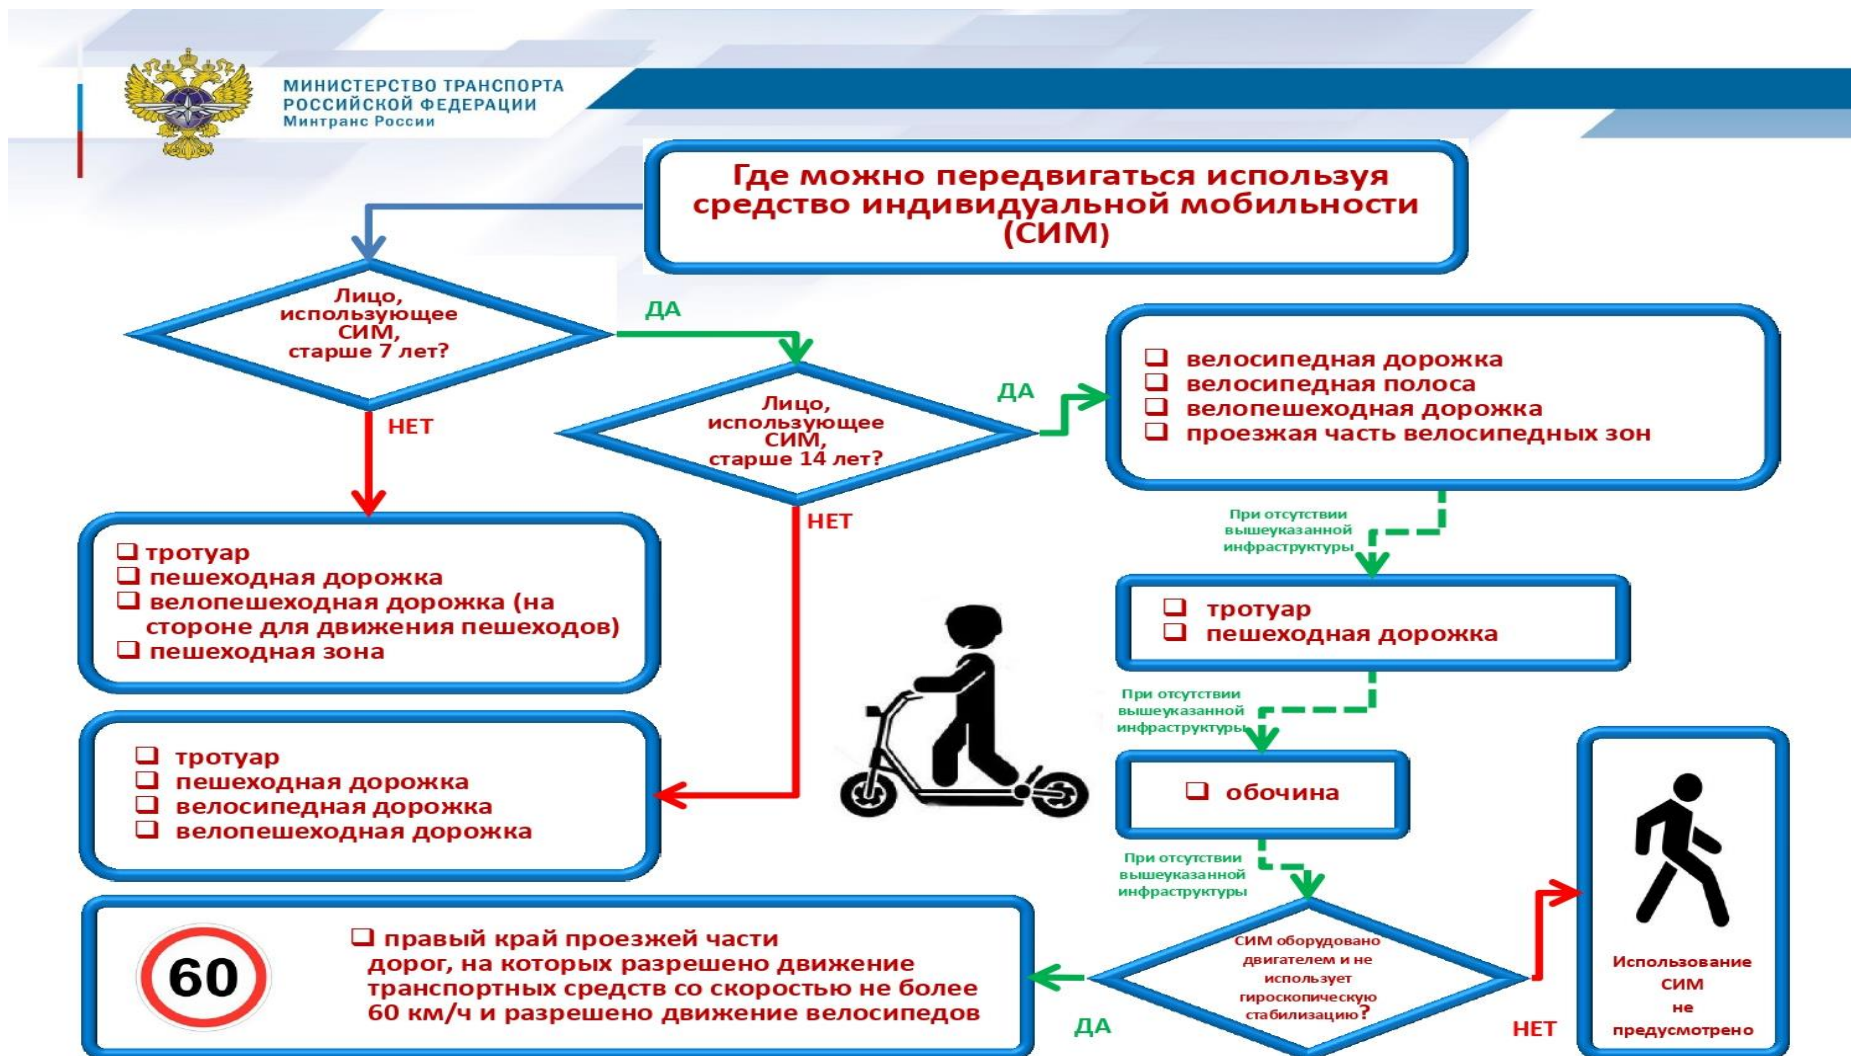 МИНИСТЕРСТВО ТРАНСПОРТА
РОССИЙСКОЙ ФЕДЕРАЦИИ
Минтранс России
Где можно передвигаться используя
средство индивидуальной мобильности
(СИМ)
Лицо,
использующее
СИМ,
старше 7 лет?
ДА
НЕТ
Лицо,
использующее
СИМ,
старше 14 лет?
ДА
НЕТ
велосипедная дорожка
велосипедная полоса
велопешеходная дорожка
проезжая часть велосипедных зон
При отсутствии
вышеуказанной
инфраструктуры
тротуар
пешеходная дорожка
велопешеходная дорожка (на
стороне для движения пешеходов)
пешеходная зона
тротуар
пешеходная дорожка
При отсутствии
вышеуказанной
инфраструктуры
тротуар
пешеходная дорожка
велосипедная дорожка
велопешеходная дорожка
обочина
При отсутствии
вышеуказанной
инфраструктуры
СИМ оборудовано
двигателем и не
использует
гироскопическую
стабилизацию?
ДА
НЕТ
60
правый край проезжей части
дорог, на которых разрешено движение
транспортных средств со скоростью не более
60 км/ч и разрешено движение велосипедов
Использование
СИМ
не
предусмотрено